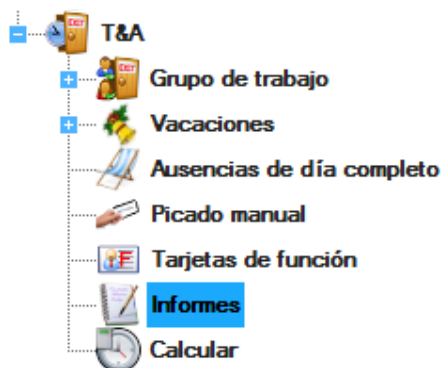 T&A
Grupo de trabajo
Vacaciones
Ausencias de día completo
Picado manual
Tarjetas de función
Informes
Calcular